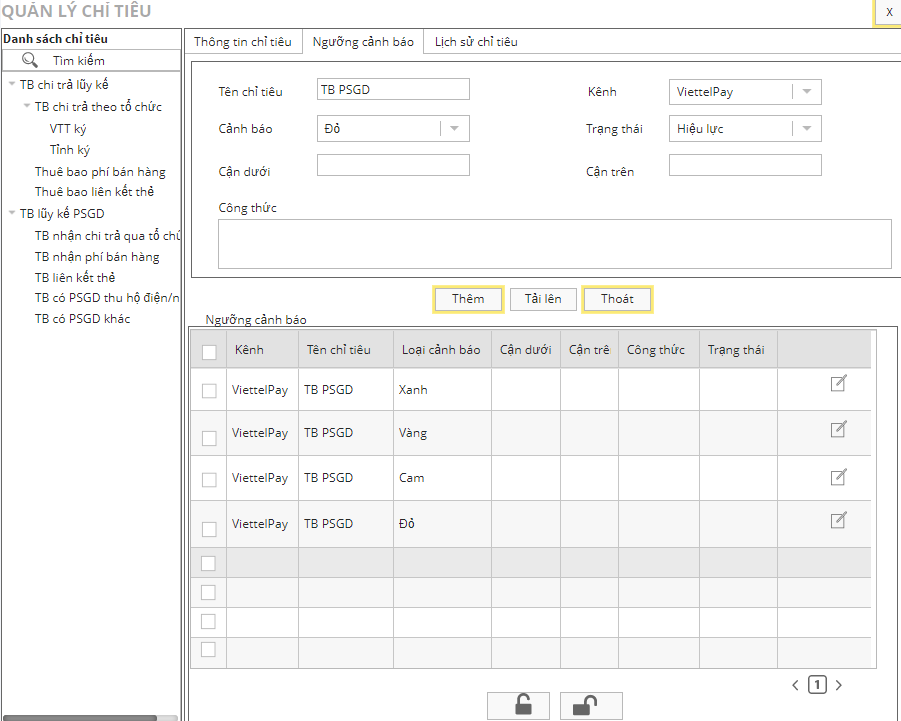 QUẢN LÝ CHỈ TIÊU
X
Danh sách chỉ tiêu
Tìm kiếm
TB chi trả lũy kế
TB chi trả theo tổ chức
VTT ký
Tỉnh ký
Thuê bao phí bán hàng
Thuê bao liên kết thẻ
TB lũy kế PSGD
TB nhận chi trả qua tổ chứ
TB nhận phí bán hàng
TB liên kết thẻ
TB có PSGD thu hộ điện/n
TB có PSGD khác
Thông tin chỉ tiêu Ngưỡng cảnh báo Lịch sử chỉ tiêu
Tên chỉ tiêu TB PSGD Kênh ViettelPay
Cảnh báo Đỏ Trạng thái Hiệu lực
Cận dưới Cận trên
Công thức
Thêm Tải lên Thoát
Ngưỡng cảnh báo
Kênh Tên chỉ tiêu Loại cảnh báo Cận dưới Cận trê Công thức Trạng thái
ViettelPay TB PSGD Xanh
ViettelPay TB PSGD Vàng
ViettelPay TB PSGD Cam
ViettelPay TB PSGD Đỏ
1